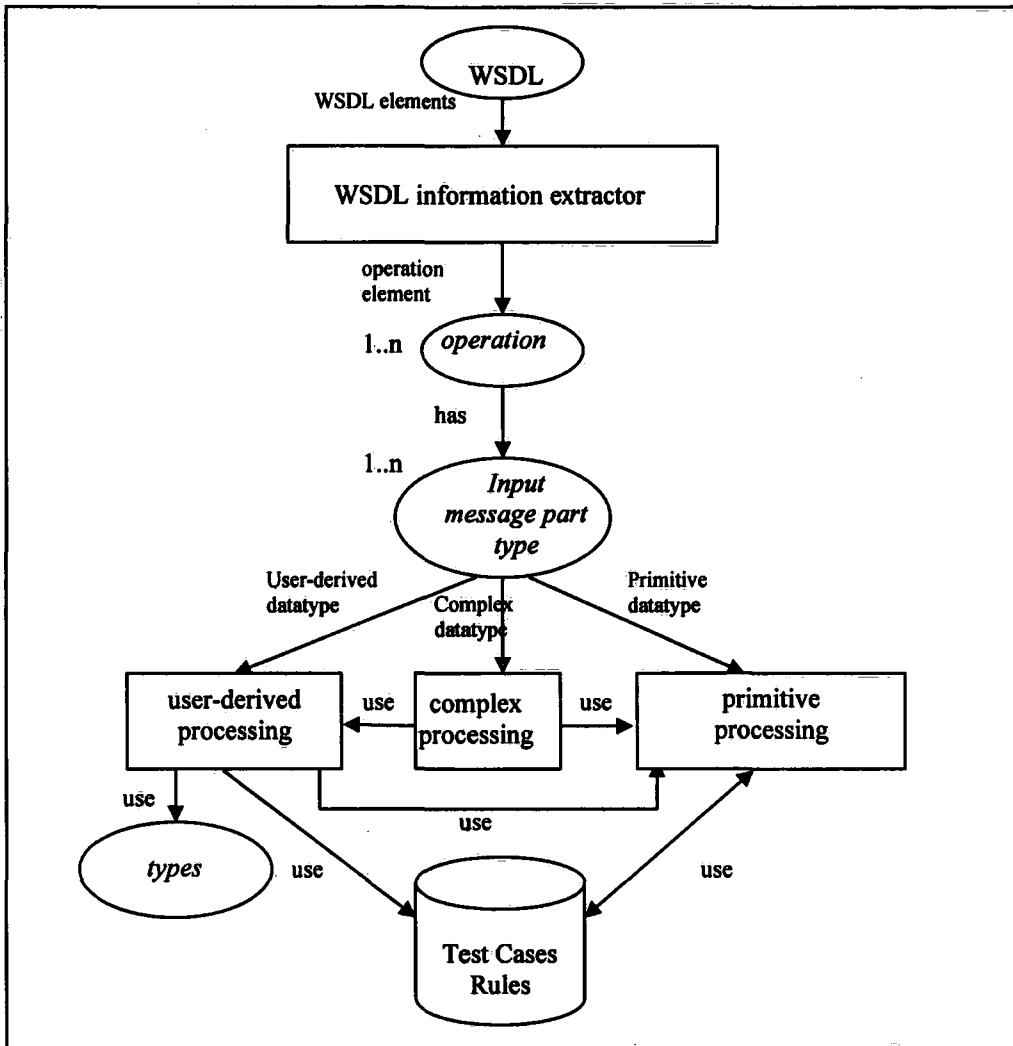 WSDL
WSDL elements
WSDL information extractor
operation
element
1..n
operation
has
1..n
Input
message part
type
User-derived
datatype
Complex
datatype
Primitive
datatype
user-derived
processing
use
complex
processing
use
primitive
processing
use
use
types
use
use
Test Cases
Rules